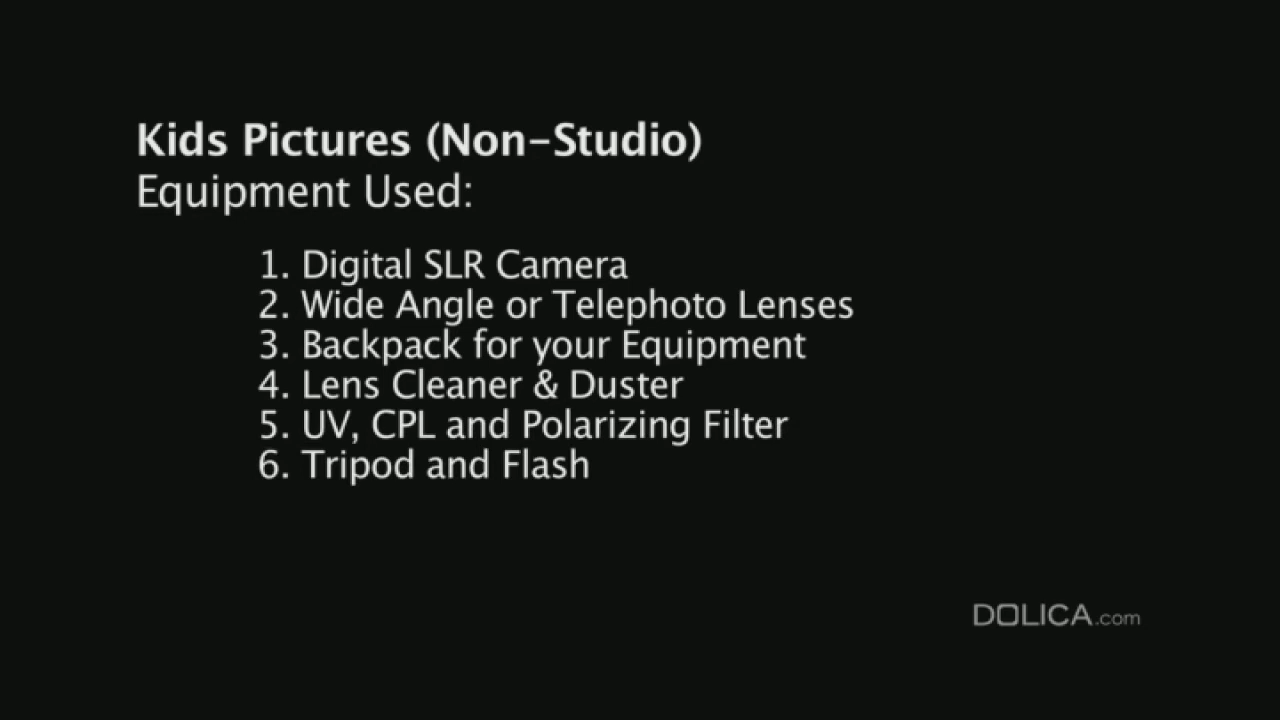 Kids Pictures (Non-Studio)
Equipment Used:
1. Digital SLR Camera
2. Wide Angle or Telephoto Lenses
3. Backpack for your Equipment
4. Lens Cleaner & Duster
5. UV, CPL and Polarizing Filter
6. Tripod and Flash
DOLICA.com